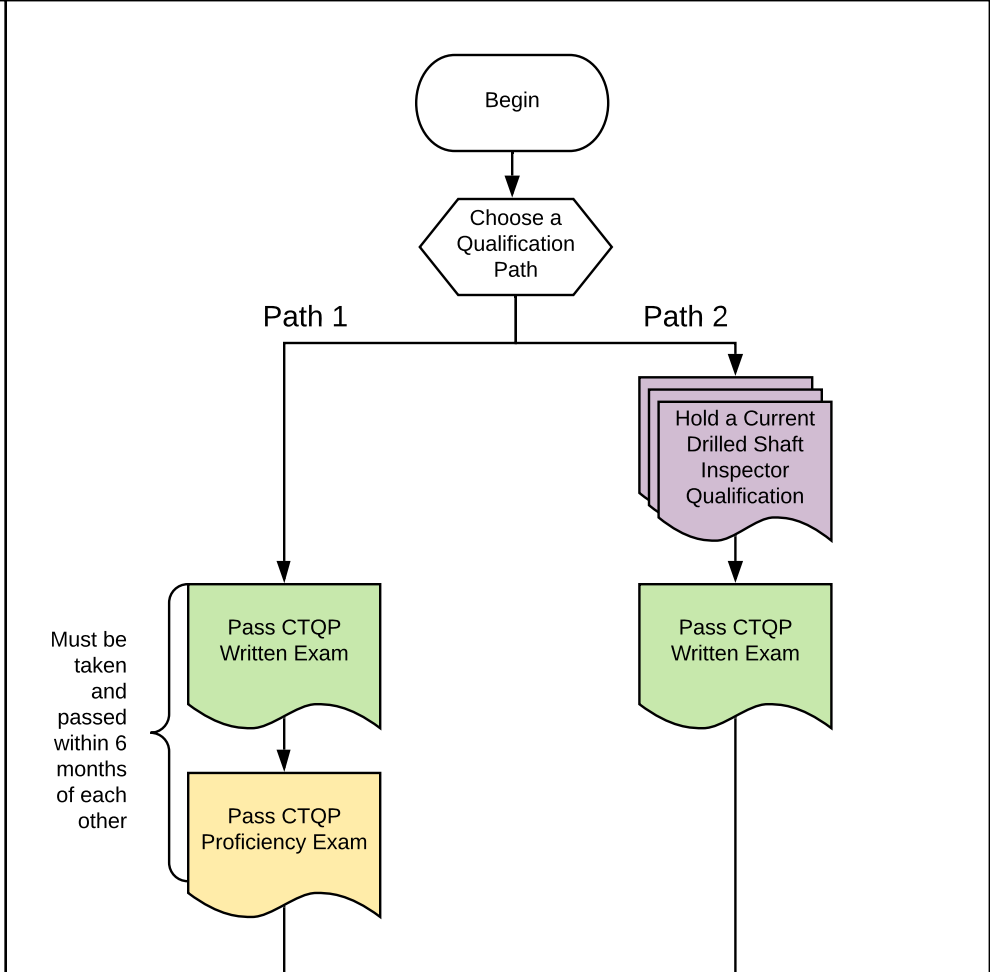 Begin
Choose a
Qualification
Path
Path 1
Path 2
Hold a Current
Drilled Shaft
Inspector
Qualification
Must be
taken
and
passed
within 6
months
of each
other
Pass CTQP
Written Exam
Pass CTQP
Written Exam
Pass CTQP
Proficiency Exam